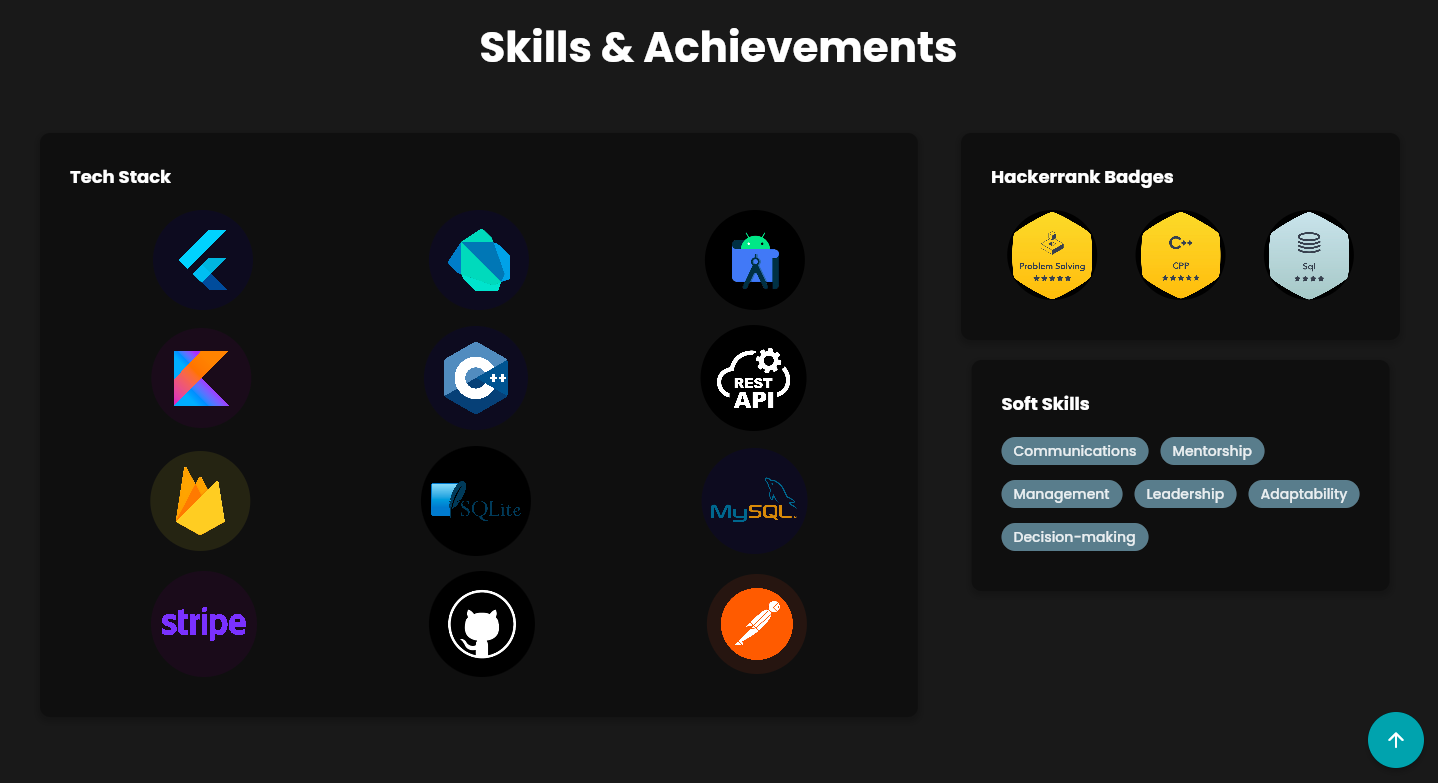 Skills & Achievements
Tech Stack
C++
REST
API
SQLite
MySQL
stripe
Hackerrank Badges
Problem Solving
C++
CPP
Sql
Soft Skills
Communications
Mentorship
Management
Leadership
Adaptability
Decision-making